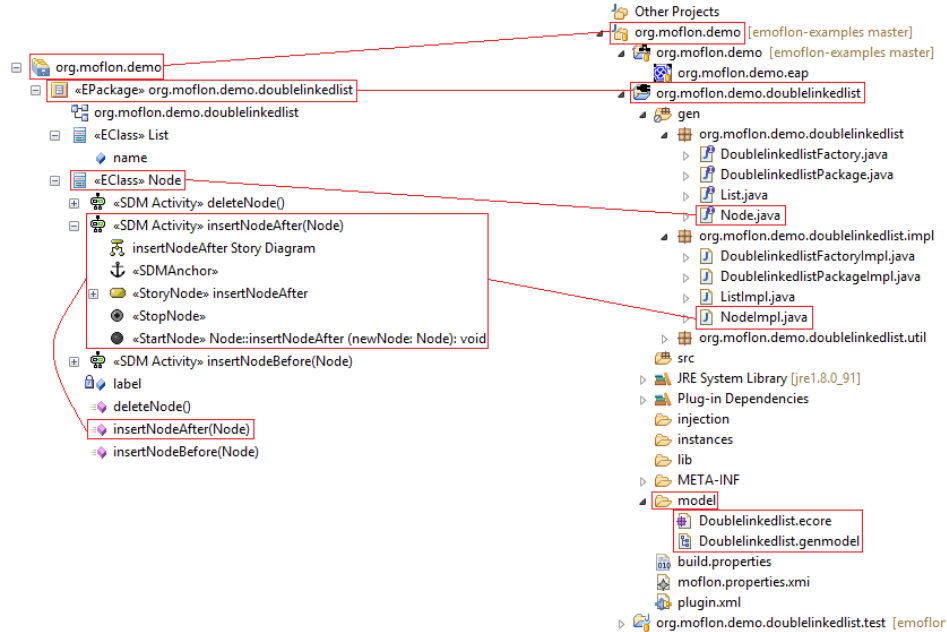 org.moflon.demo
«EPackage» org.moflon.demo.doublelinkedlist
org.moflon.demo.doublelinkedlist
«EClass» List
name
«EClass» Node
«SDM Activity» deleteNode()
«SDM Activity» insertNodeAfter(Node)
insertNodeAfter Story Diagram
«SDMAnchor»
«StoryNode» insertNodeAfter
«StopNode»
«StartNode» Node::insertNodeAfter (newNode: Node): void
«SDM Activity» insertNodeBefore(Node)
label
deleteNode()
insertNodeAfter(Node)
insertNodeBefore(Node)
Other Projects
org.moflon.demo [emoflon-examples master]
org.moflon.demo [emoflon-examples master]
org.moflon.demo.eap
org.moflon.demo.doublelinkedlist
gen
org.moflon.demo.doublelinkedlist
DoublelinkedlistFactory.java
DoublelinkedlistPackage.java
List.java
Node.java
org.moflon.demo.doublelinkedlist.impl
DoublelinkedlistFactoryImpl.java
DoublelinkedlistPackageImpl.java
ListImpl.java
NodeImpl.java
org.moflon.demo.doublelinkedlist.util
src
JRE System Library [jre1.8.0_91]
Plug-in Dependencies
injection
instances
lib
META-INF
model
Doublelinkedlist.ecore
Doublelinkedlist.genmodel
build.properties
moflon.properties.xmi
plugin.xml
org.moflon.demo.doublelinkedlist.test [emoflor